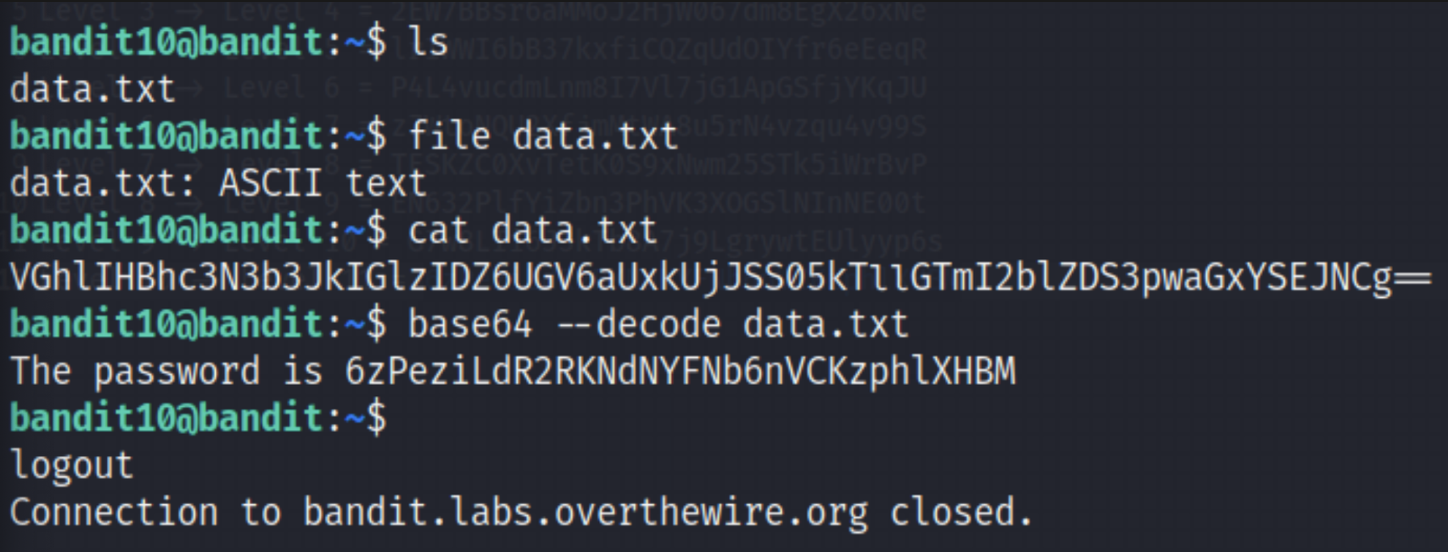 bandit10@bandit:~$ ls
data.txt
bandit10@bandit:~$ file data.txt
data.txt: ASCII text
bandit10@bandit:~$ cat data.txt
VGhlIHBhc3N3b3JkIGlzIDZ6UGV6aUxkUjJSS05kTllGTmI2blZDS3pwaGxYSEJNCg==
bandit10@bandit:~$ base64 --decode data.txt
The password is 6zPeziLdR2RKNdNYFNb6nVCKzphlXHBM
bandit10@bandit:~$
logout
Connection to bandit.labs.overthewire.org closed.